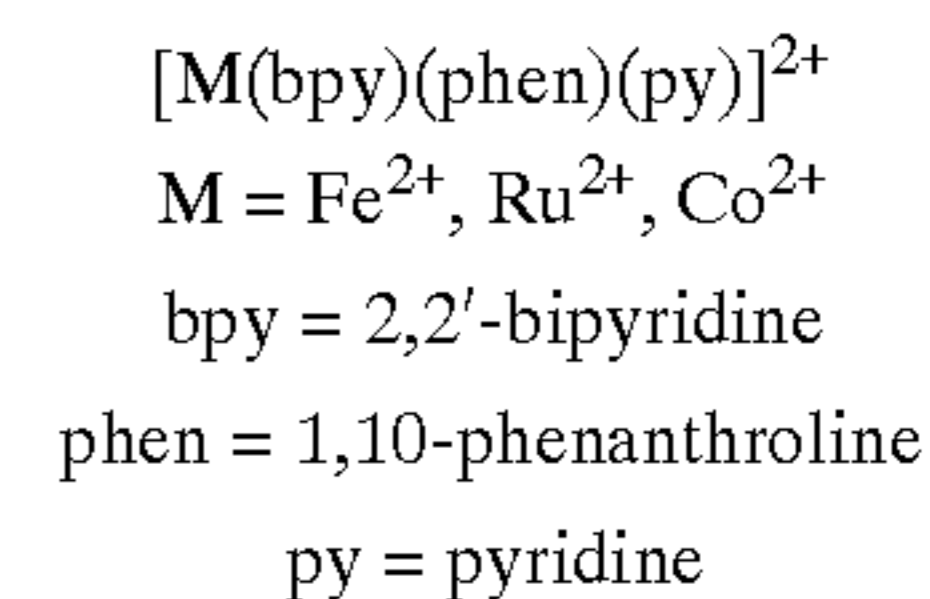 [M(bpy)(phen)(py)]²⁺
M = Fe²⁺, Ru²⁺, Co²⁺
bpy = 2,2′-bipyridine
phen = 1,10-phenanthroline
py = pyridine